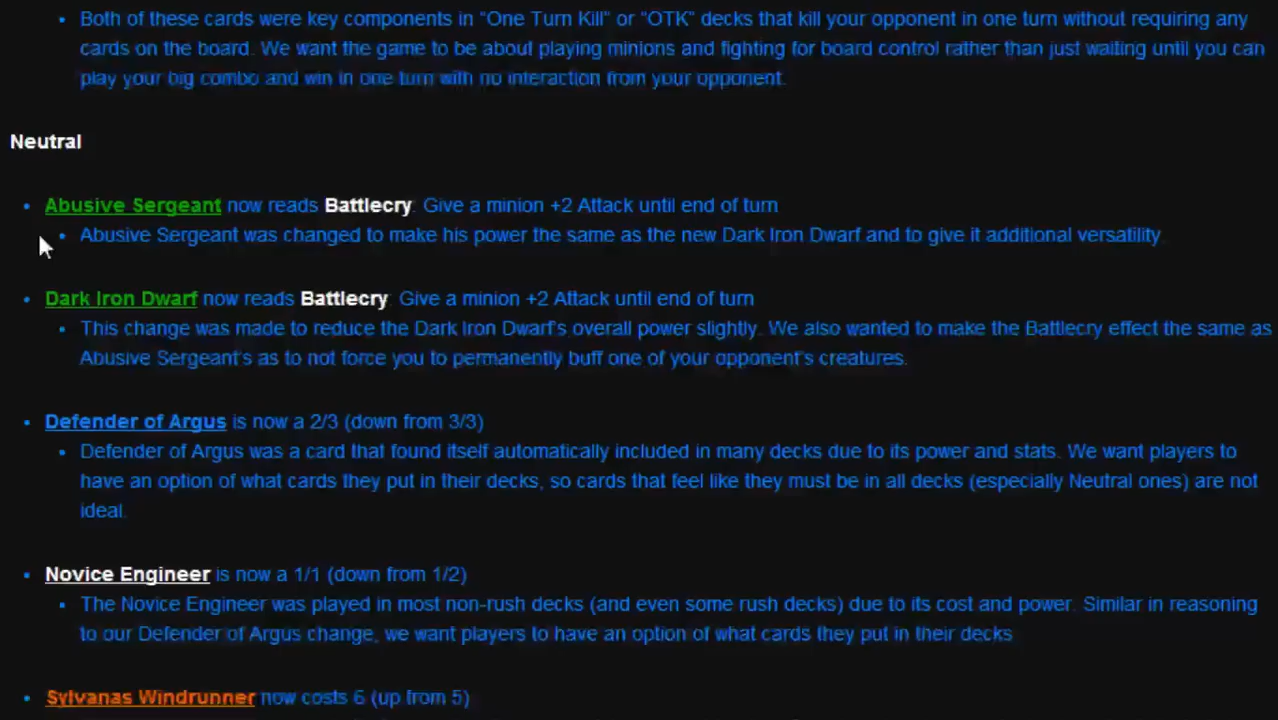 Both of these cards were key components in “One Turn Kill” or “OTK” decks that kill your opponent in one turn without requiring any
cards on the board. We want the game to be about playing minions and fighting for board control rather than just waiting until you can
play your big combo and win in one turn with no interaction from your opponent.
Neutral
Abusive Sergeant now reads Battlecry: Give a minion +2 Attack until end of turn
Abusive Sergeant was changed to make his power the same as the new Dark Iron Dwarf and to give it additional versatility.
Dark Iron Dwarf now reads Battlecry: Give a minion +2 Attack until end of turn
This change was made to reduce the Dark Iron Dwarf's overall power slightly. We also wanted to make the Battlecry effect the same as
Abusive Sergeant's as to not force you to permanently buff one of your opponent's creatures.
Defender of Argus is now a 2/3 (down from 3/3)
Defender of Argus was a card that found itself automatically included in many decks due to its power and stats. We want players to
have an option of what cards they put in their decks, so cards that feel like they must be in all decks (especially Neutral ones) are not
ideal.
Novice Engineer is now a 1/1 (down from 1/2)
The Novice Engineer was played in most non-rush decks (and even some rush decks) due to its cost and power. Similar in reasoning
to our Defender of Argus change, we want players to have an option of what cards they put in their decks
Sylvanas Windrunner now costs 6 (up from 5)